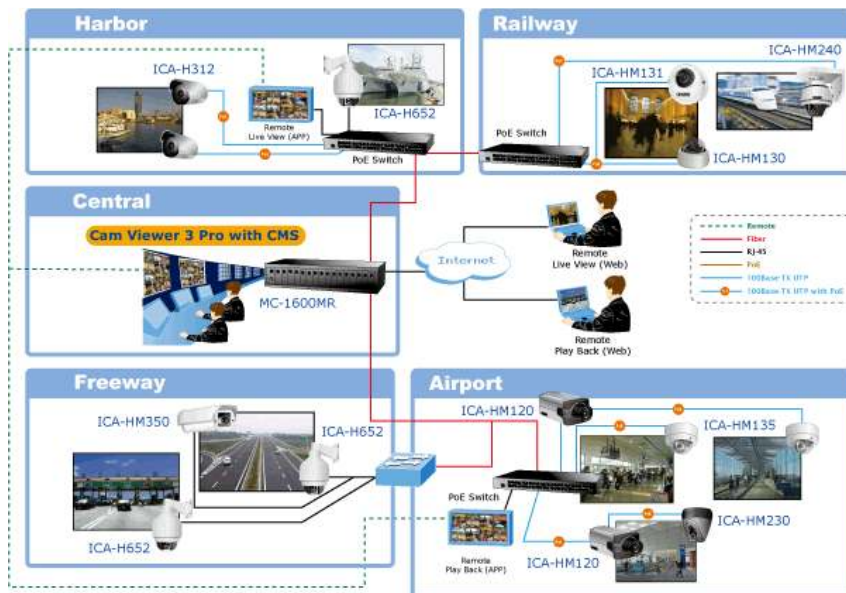 Harbor
ICA-H312
Remote
Live View (APP)
ICA-H652
PoE Switch
Railway
ICA-HM240
ICA-HM131
PoE Switch
ICA-HM130
Central
Cam Viewer 3 Pro with CMS
MC-1600MR
Internet
Remote
Live View (Web)
Remote
Play Back (Web)
Remote
Fiber
RJ-45
PoE
100Base TX UTP
100Base TX UTP with PoE
Freeway
ICA-HM350
ICA-H652
ICA-H652
Airport
ICA-HM120
ICA-HM135
PoE Switch
ICA-HM230
ICA-HM120
Remote
Play Back (APP)